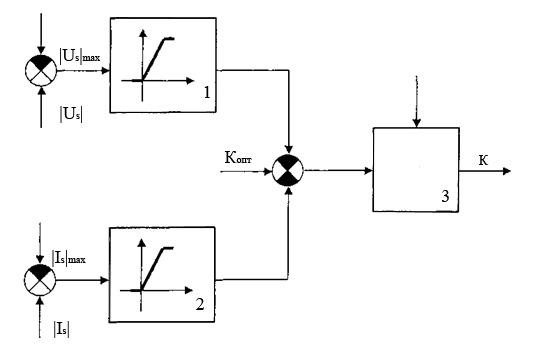 |Us|max
1
|Us|
Kопт
K
3
|Is|max
2
|Is|